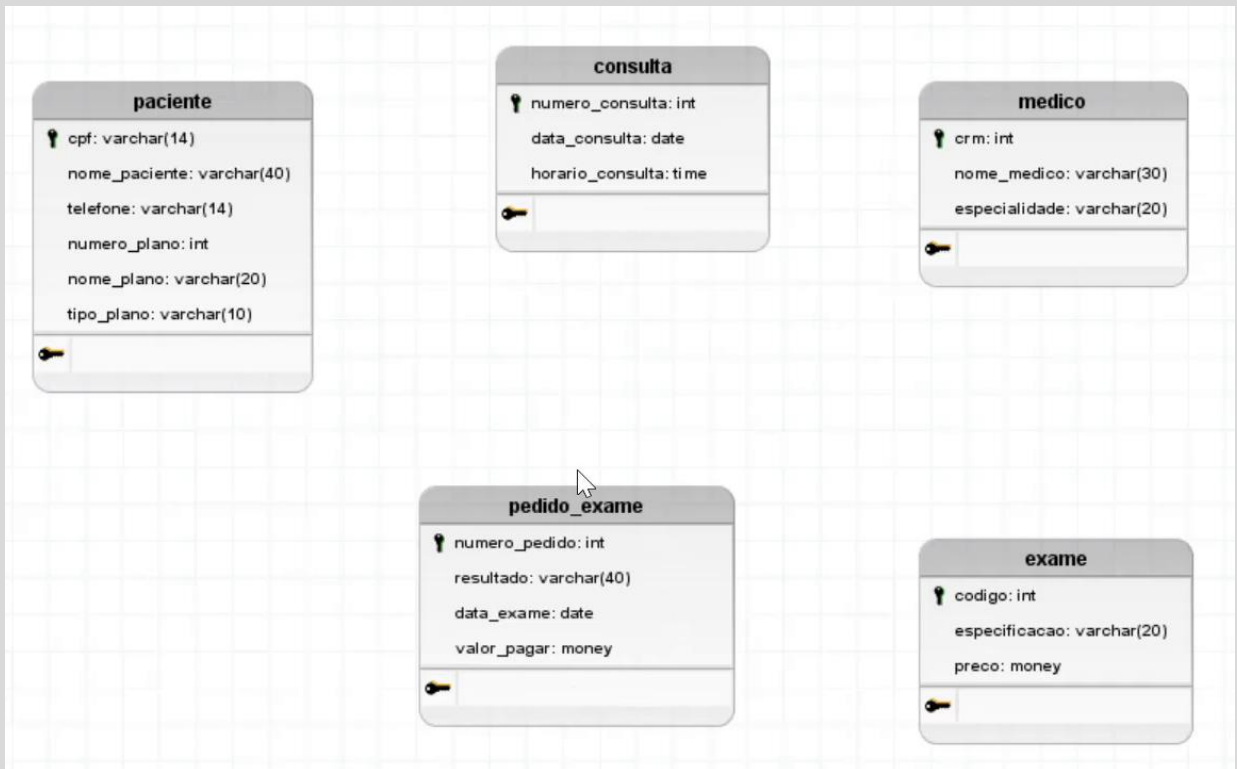 paciente
cpf: varchar(14)
nome_paciente: varchar(40)
telefone: varchar(14)
numero_plano: int
nome_plano: varchar(20)
tipo_plano: varchar(10)
consulta
numero_consulta: int
data_consulta: date
horario_consulta: time
medico
crm: int
nome_medico: varchar(30)
especialidade: varchar(20)
pedido_exame
numero_pedido: int
resultado: varchar(40)
data_exame: date
valor_pagar: money
exame
codigo: int
especificacao: varchar(20)
preco: money